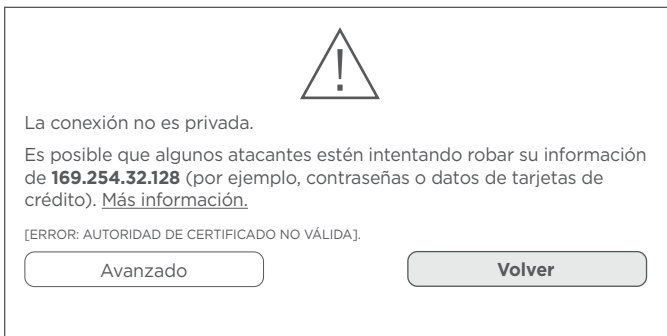 La conexión no es privada.
Es posible que algunos atacantes estén intentando robar su información
de 169.254.32.128 (por ejemplo, contraseñas o datos de tarjetas de
crédito). Más información.
[ERROR: AUTORIDAD DE CERTIFICADO NO VÁLIDA].
Avanzado
Volver